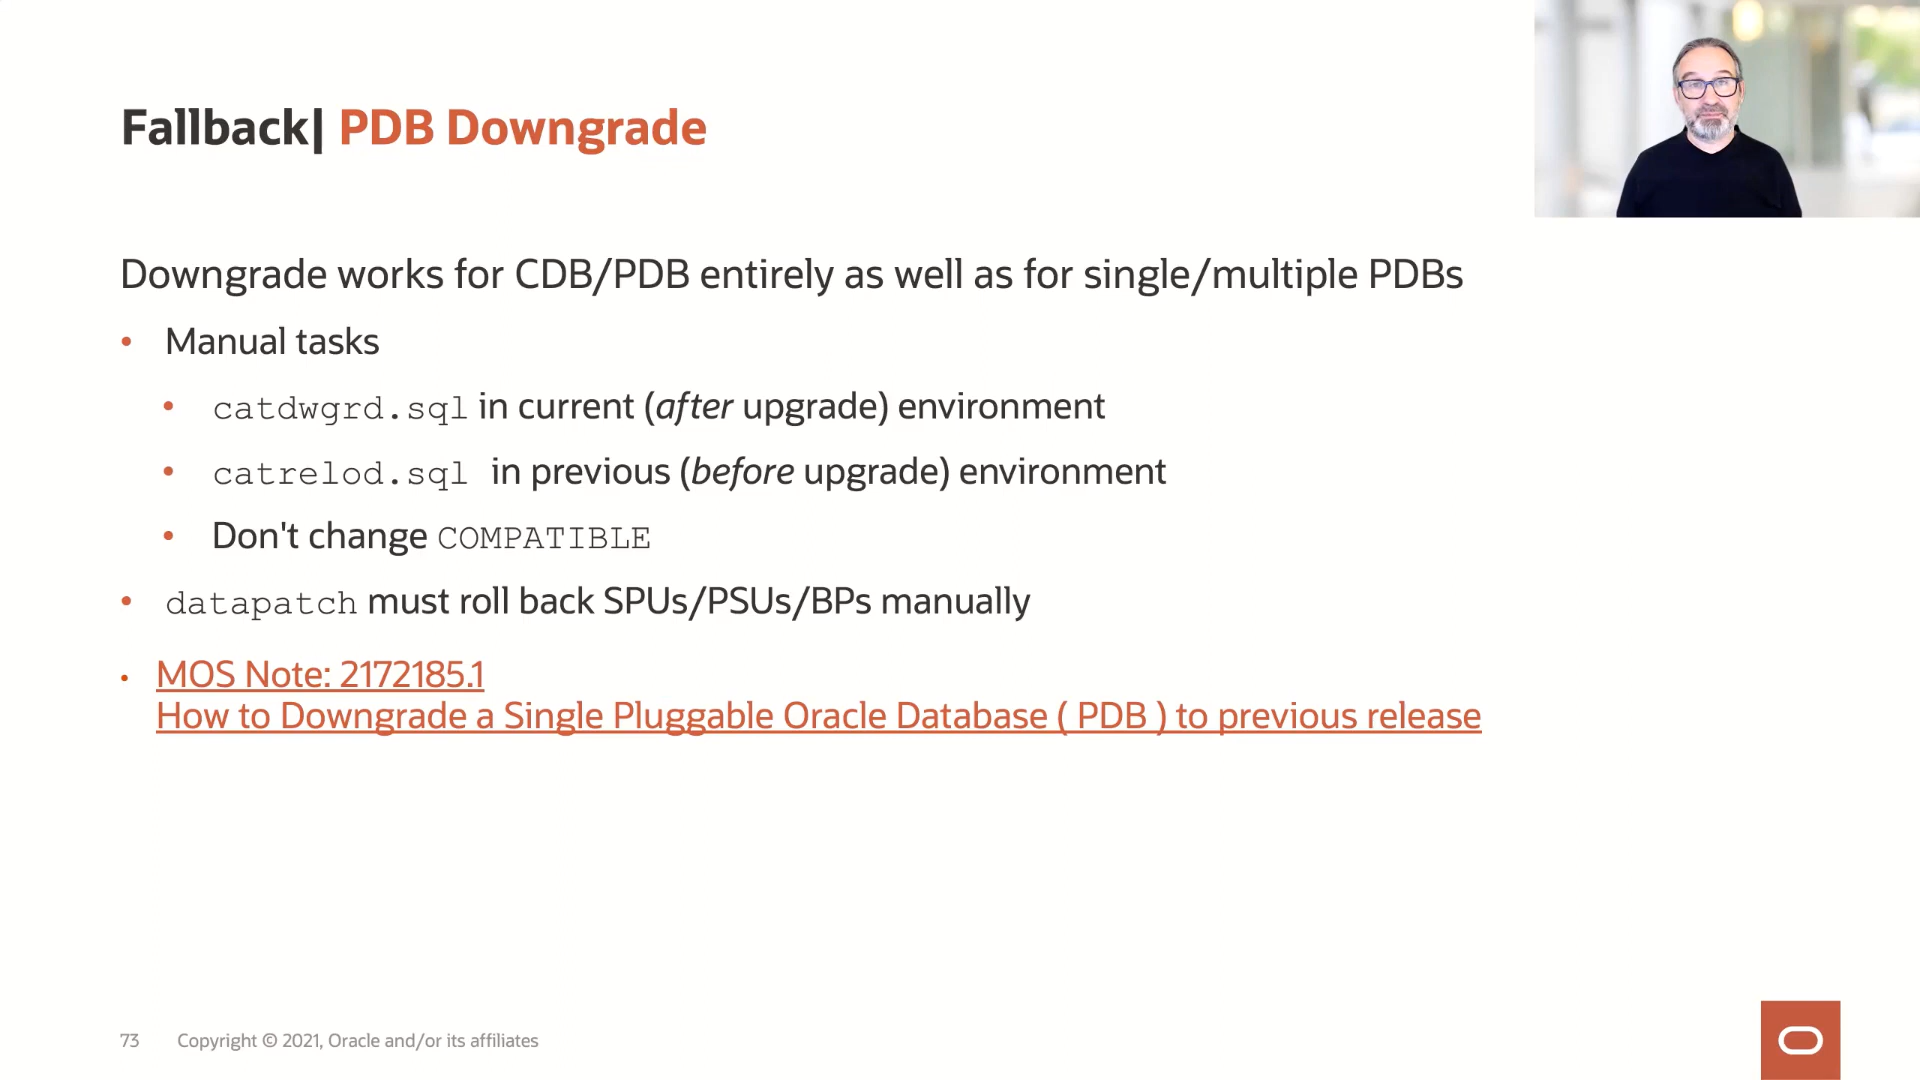 Fallback| PDB Downgrade
Downgrade works for CDB/PDB entirely as well as for single/multiple PDBs
• Manual tasks
• catdwgrd.sql in current (after upgrade) environment
• catrelod.sql in previous (before upgrade) environment
• Don't change COMPATIBLE
• datapatch must roll back SPUs/PSUs/BPs manually
• MOS Note: 2172185.1
How to Downgrade a Single Pluggable Oracle Database ( PDB ) to previous release
73 Copyright © 2021, Oracle and/or its affiliates